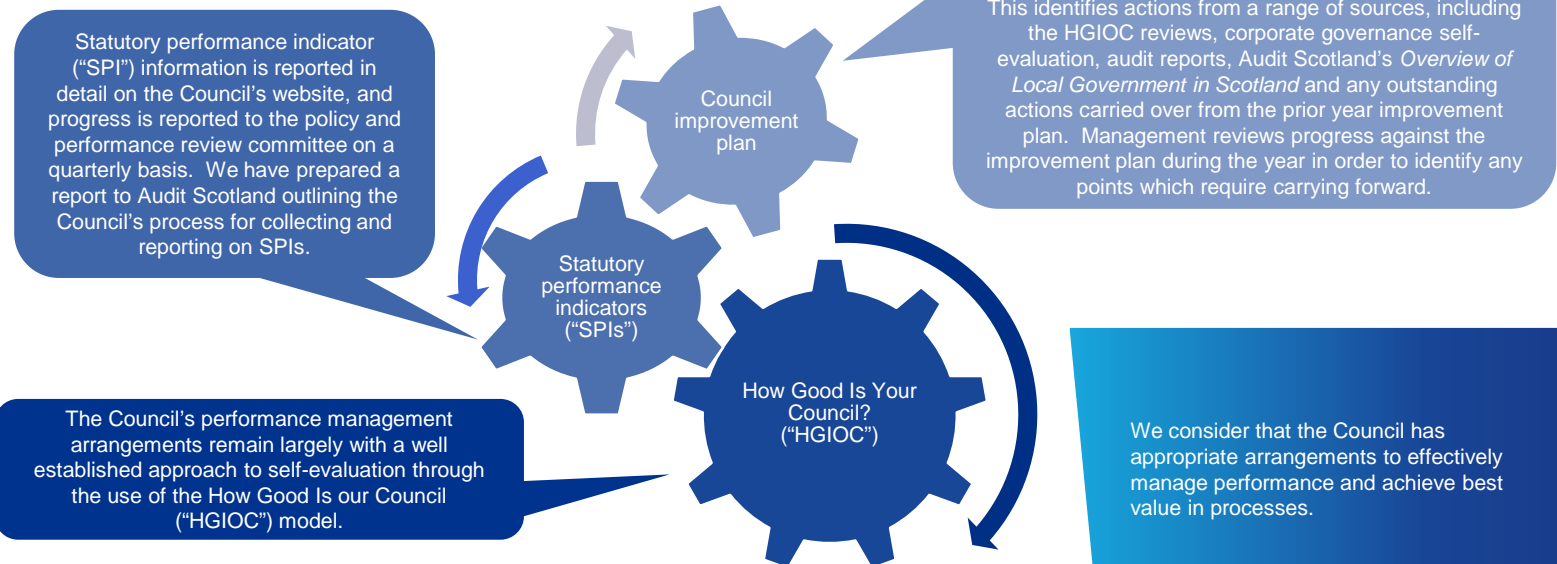 Statutory performance indicator
(“SPI”) information is reported in
detail on the Council’s website, and
progress is reported to the policy and
performance review committee on a
quarterly basis.  We have prepared a
report to Audit Scotland outlining the
Council’s process for collecting and
reporting on SPIs.
Council
improvement
plan
This identifies actions from a range of sources, including
the HGIOC reviews, corporate governance self-
evaluation, audit reports, Audit Scotland’s Overview of
Local Government in Scotland and any outstanding
actions carried over from the prior year improvement
plan.  Management reviews progress against the
improvement plan during the year in order to identify any
points which require carrying forward.
Statutory
performance
indicators
(“SPIs”)
How Good Is Your
Council?
(“HGIOC”)
The Council’s performance management
arrangements remain largely with a well
established approach to self-evaluation through
the use of the How Good Is our Council
(“HGIOC”) model.
We consider that the Council has
appropriate arrangements to effectively
manage performance and achieve best
value in processes.